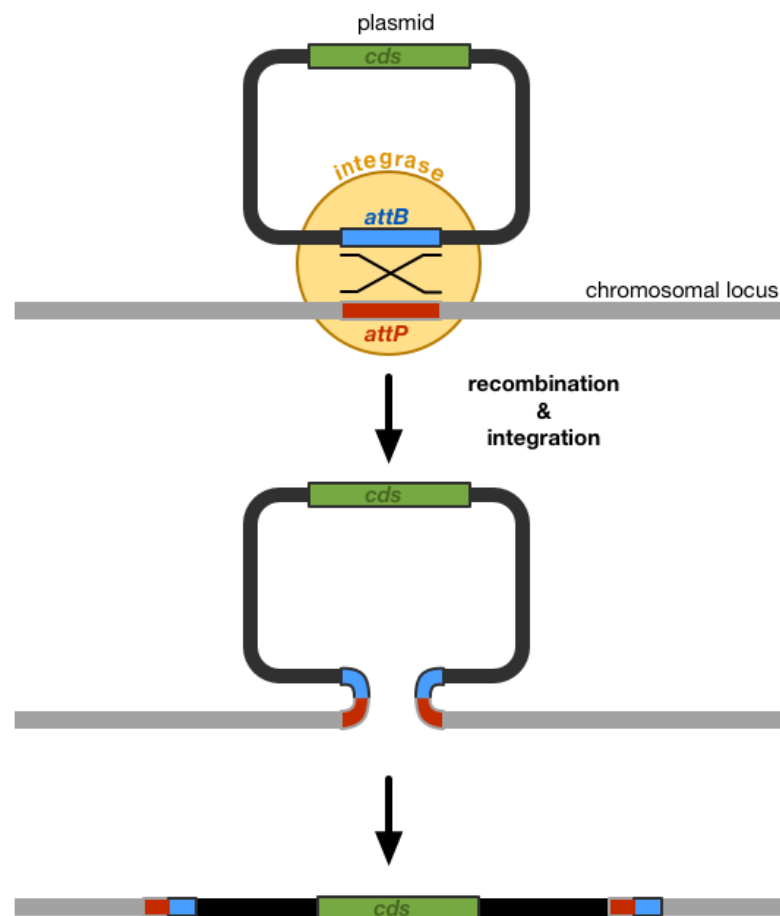 plasmid
cds
integrase
attB
chromosomal locus
attP
recombination
&
integration
cds
cds